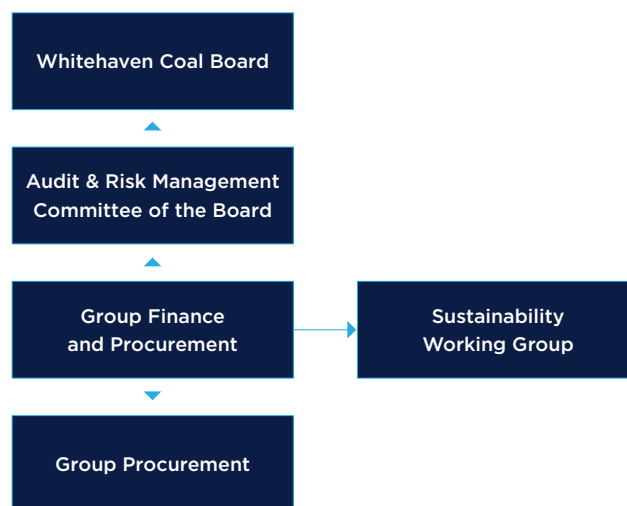 Whitehaven Coal Board
Audit & Risk Management
Committee of the Board
Group Finance
and Procurement
Sustainability
Working Group
Group Procurement